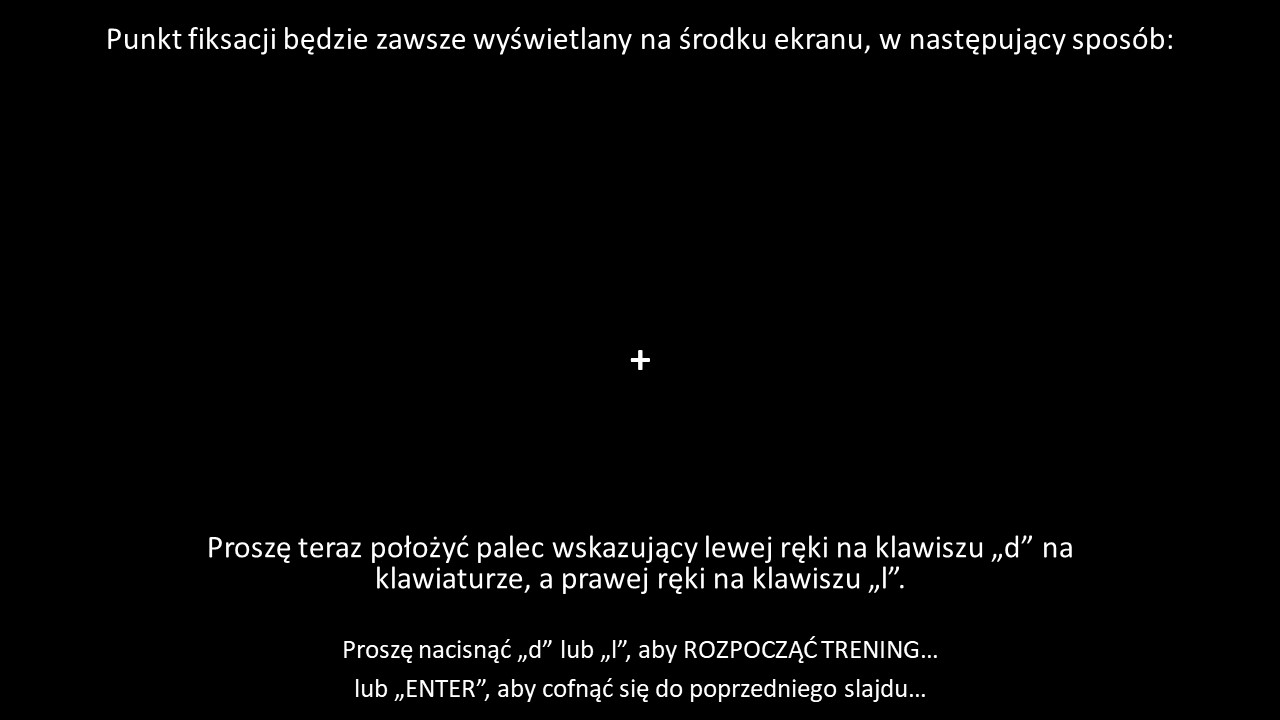 Punkt fiksacji będzie zawsze wyświetlany na środku ekranu, w następujący sposób:
+
Proszę teraz położyć palec wskazujący lewej ręki na klawiszu „d” na
klawiaturze, a prawej ręki na klawiszu „l”.
Proszę nacisnąć „d” lub „l”, aby ROZPOCZĄĆ TRENING...
lub „ENTER”, aby cofnąć się do poprzedniego slajdu...